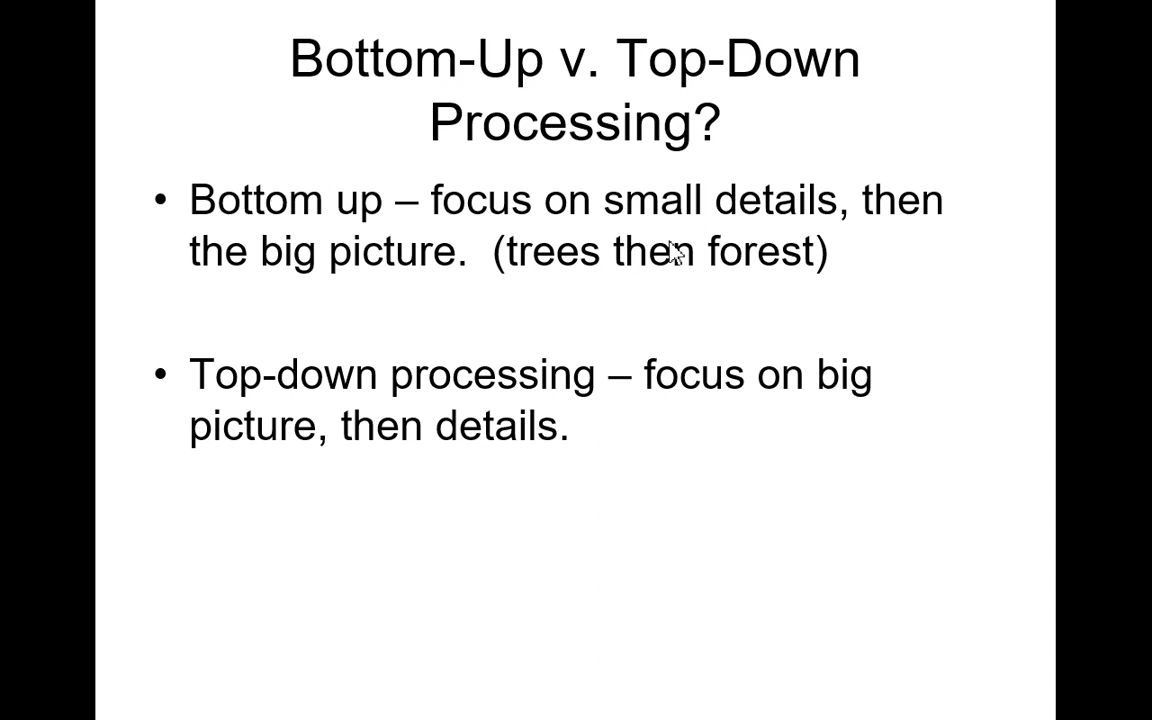 Bottom-Up v. Top-Down
Processing?
• Bottom up – focus on small details, then
the big picture.  (trees then forest)
• Top-down processing – focus on big
picture, then details.